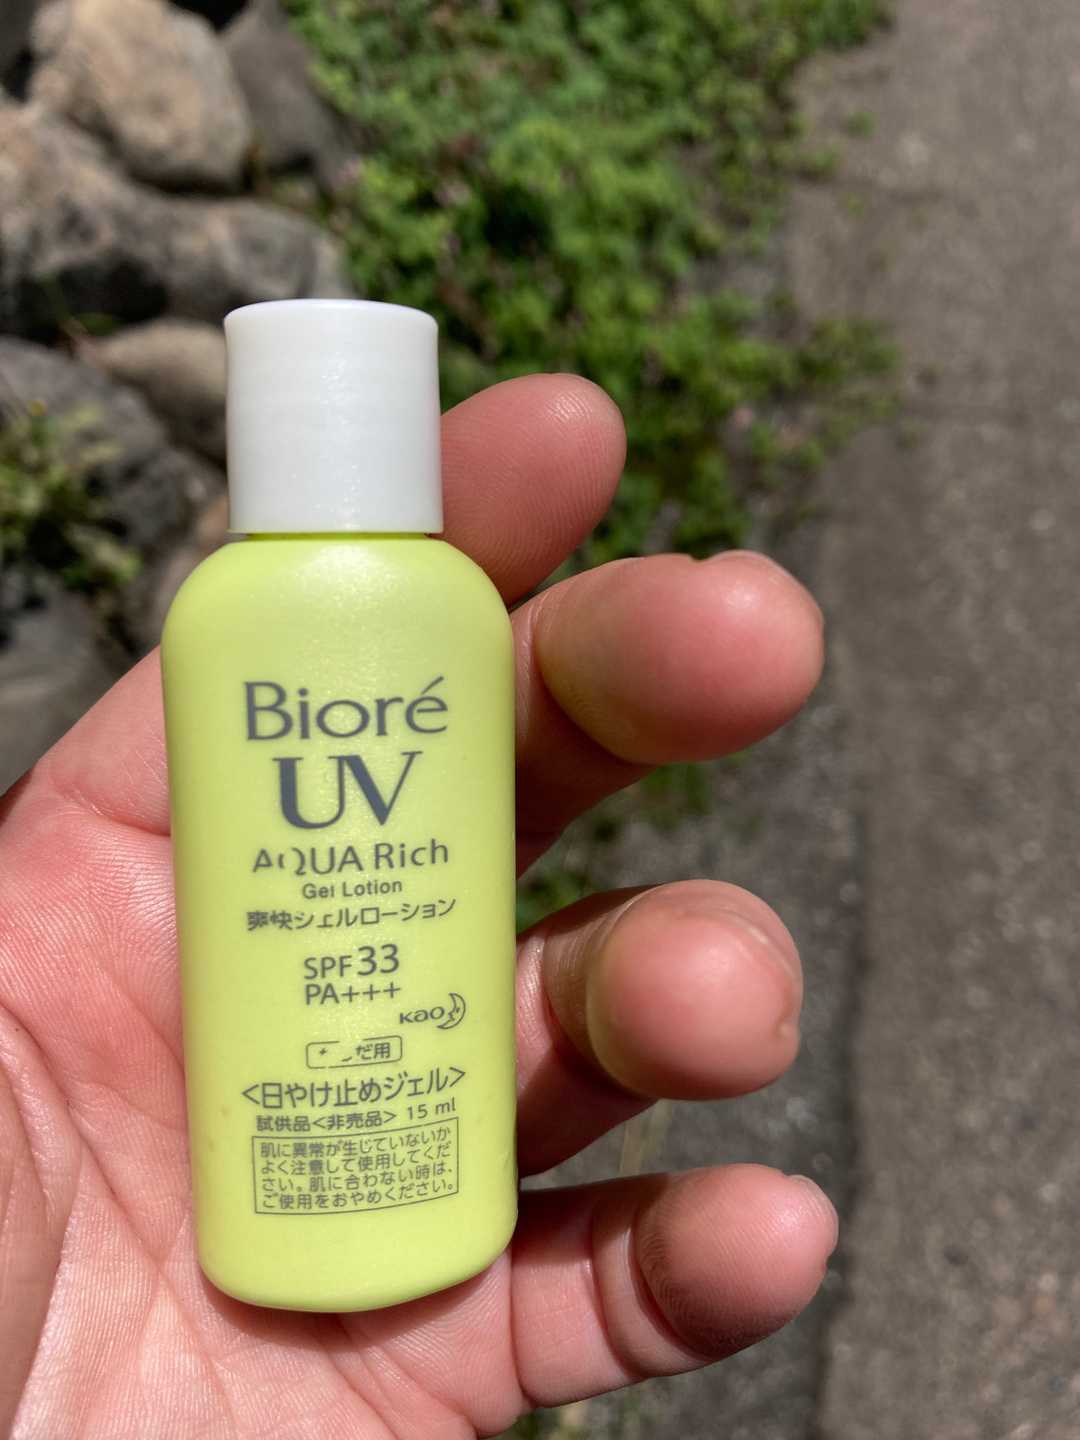 Bioré
UV
AQUA Rich
Gel Lotion
爽快ジェルローション
SPF33
PA+++
Kao
だ用
<日やけ止めジェル>
試供品<非売品> 15 ml
肌に異常が生じていないか
よく注意して使用してくだ
さい。肌に合わない時は、
ご使用をおやめください。